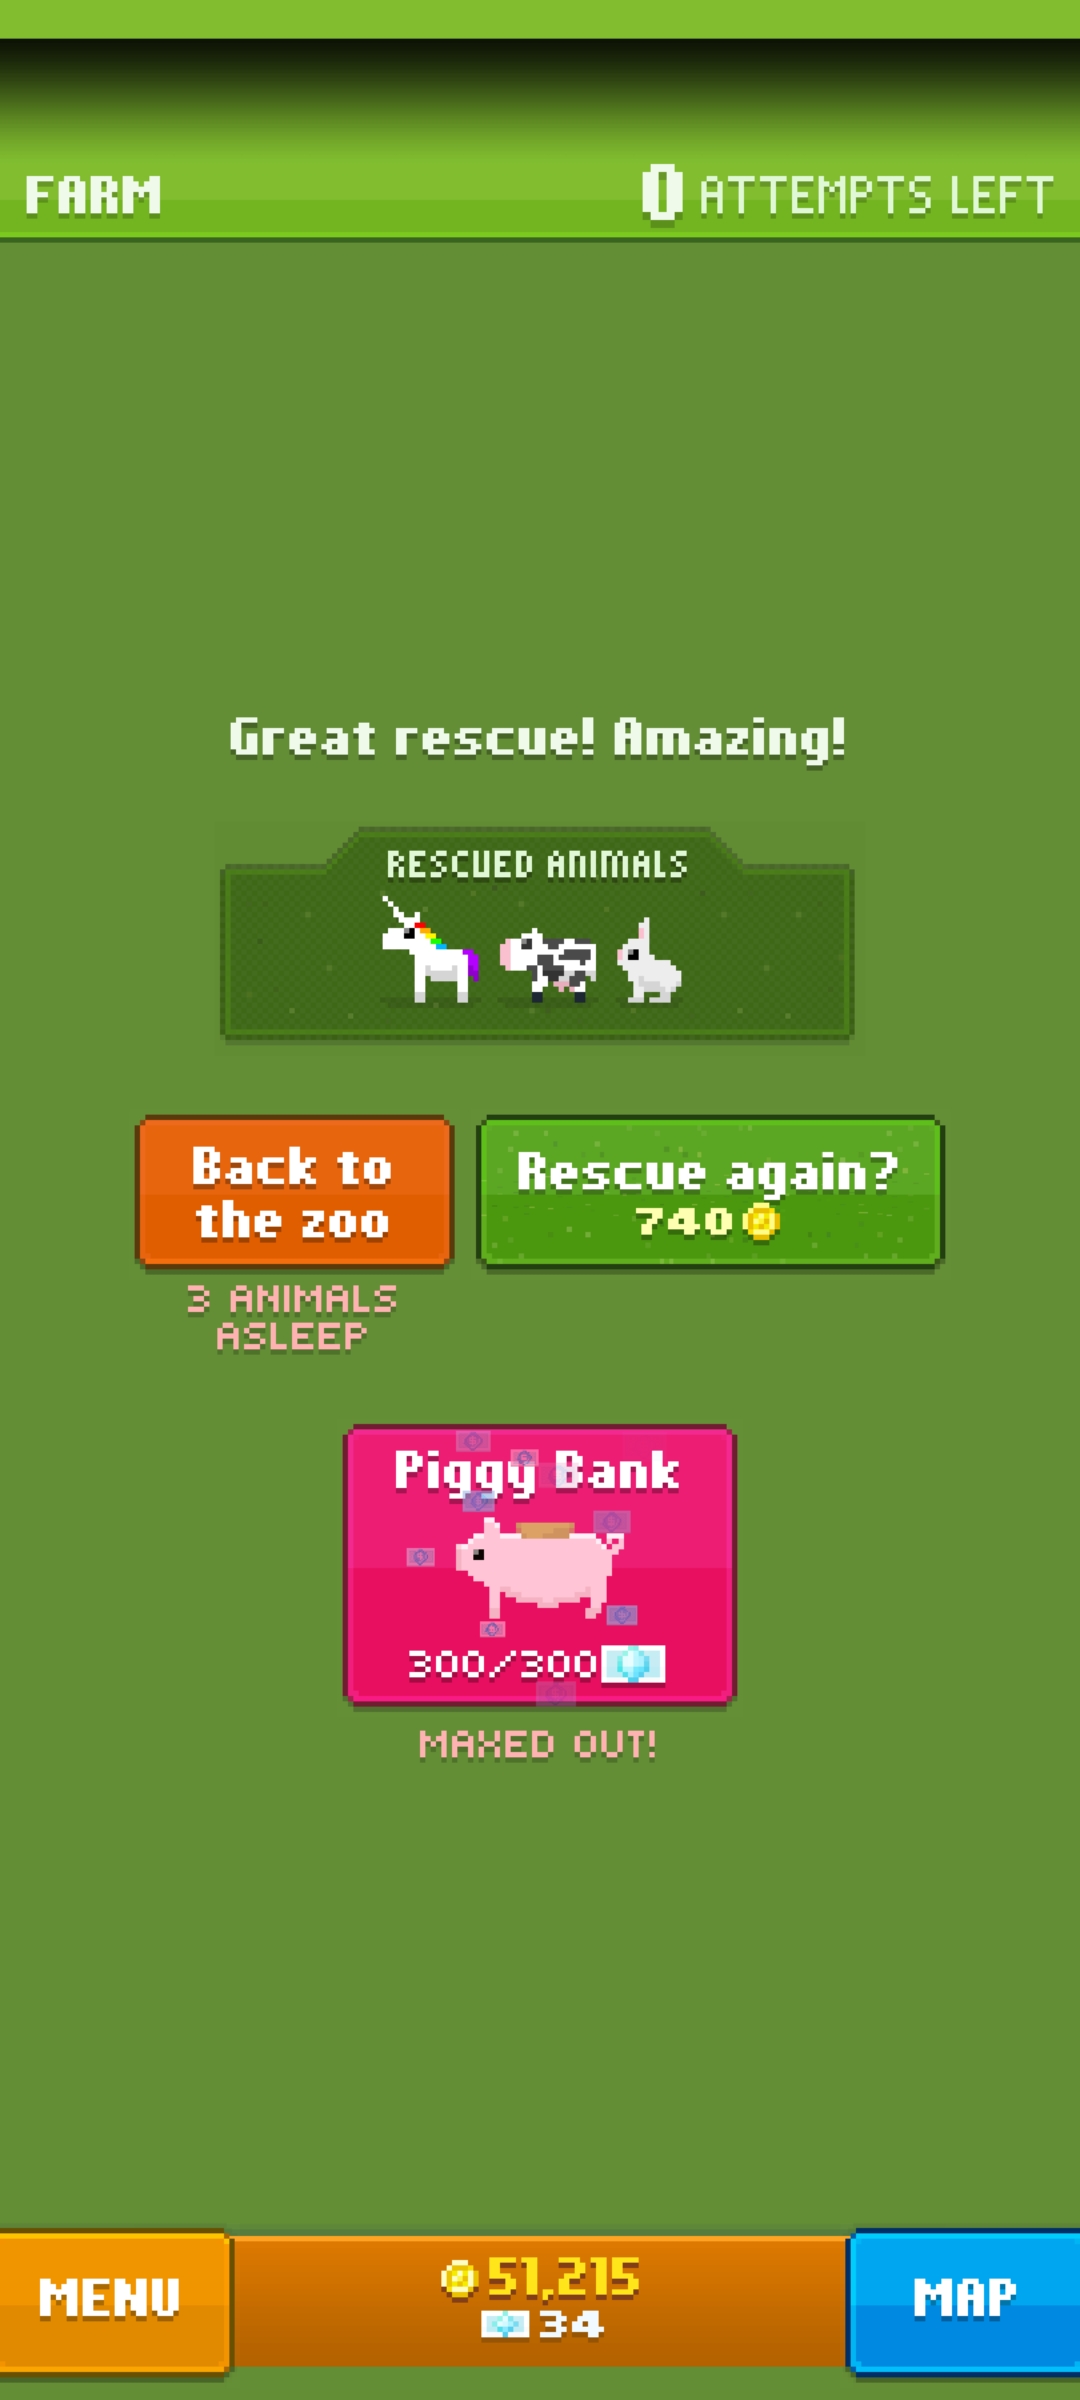 FARM
0 ATTEMPTS LEFT
Great rescue! Amazing!
RESCUED ANIMALS
Back to
the zoo
Rescue again?
740
3 ANIMALS
ASLEEP
Piggy Bank
300/300
MAXED OUT!
MENU
51,215
34
MAP